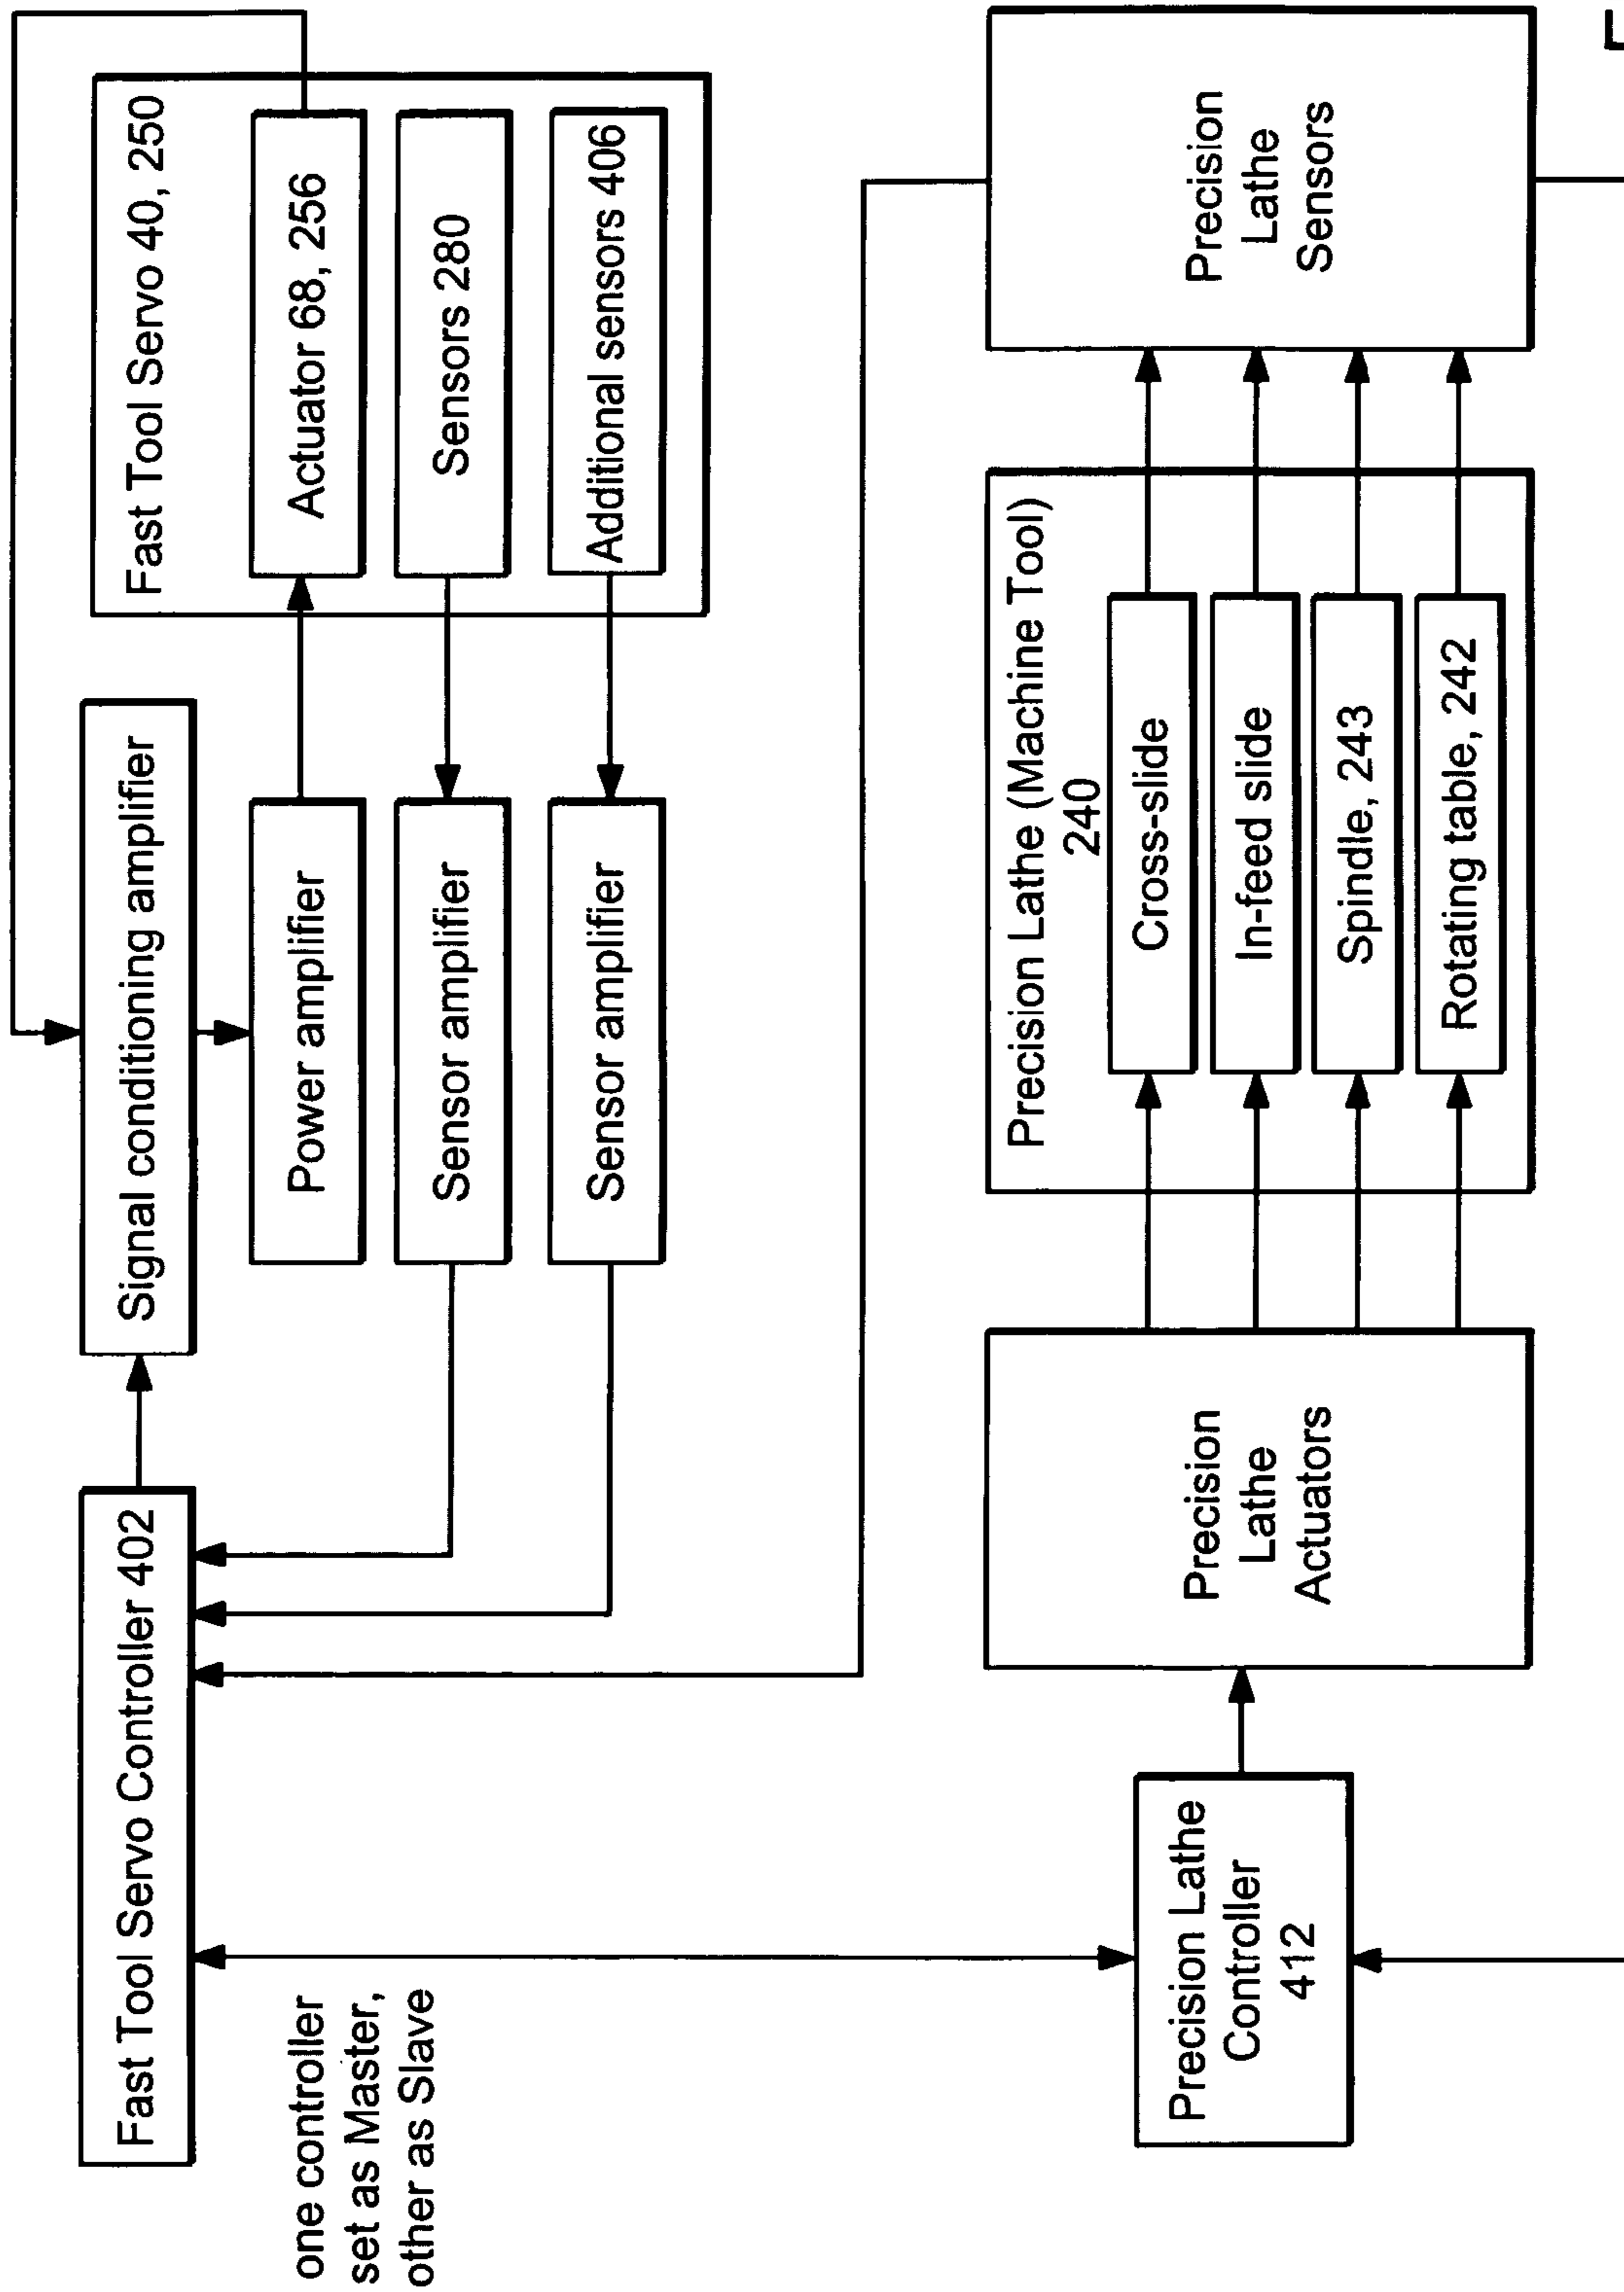 Fast Tool Servo Controller 402
Signal conditioning amplifier
Fast Tool Servo 40, 250
Power amplifier
Actuator 68, 256
Sensor amplifier
Sensors 280
Sensor amplifier
Additional sensors 406
one controller
set as Master,
other as Slave
Precision Lathe
Controller
412
Precision
Lathe
Actuators
Precision Lathe (Machine Tool)
240
Cross-slide
In-feed slide
Spindle, 243
Rotating table, 242
Precision
Lathe
Sensors